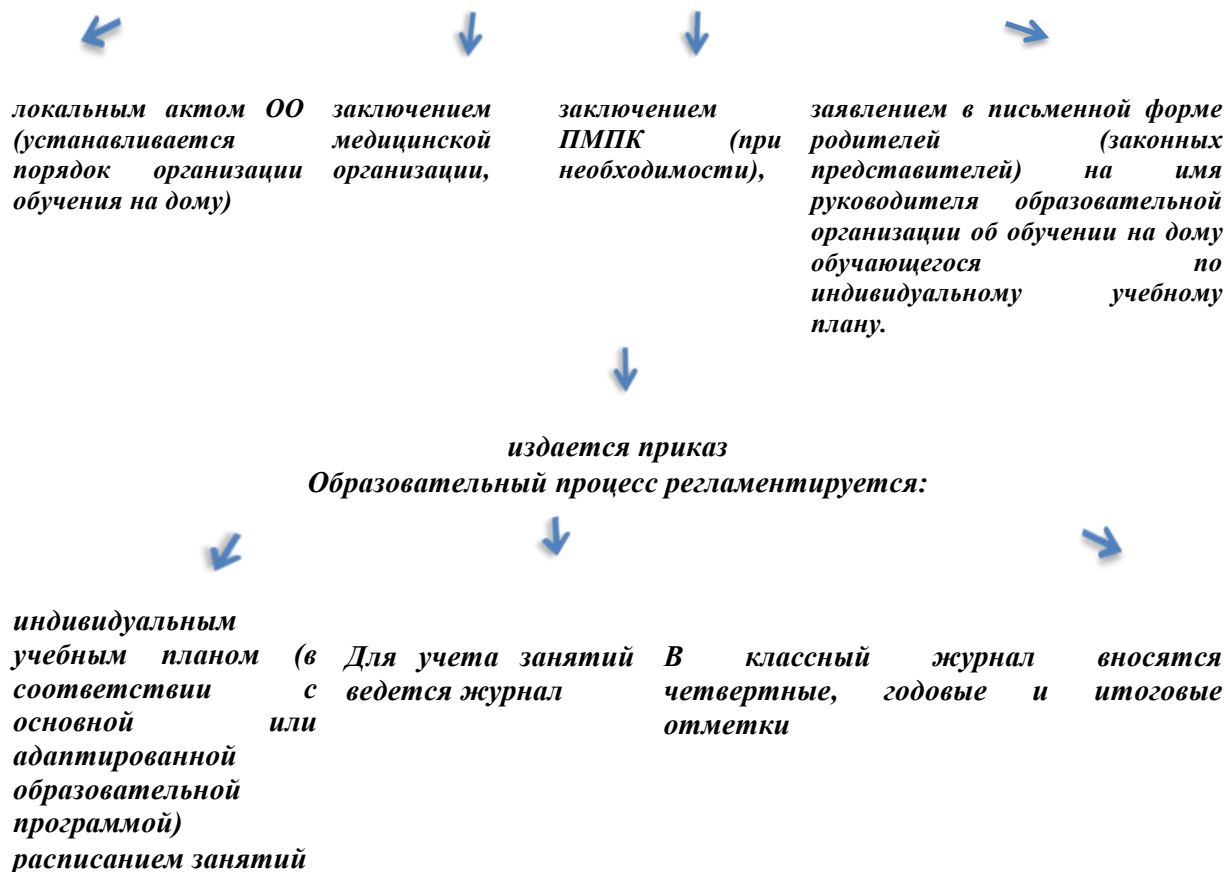 локальным актом ОО
(устанавливается
порядок организации
обучения на дому)
заключением
медицинской
организации,
заключением
ПМПК (при
необходимости),
заявлением в письменной форме
родителей (законных
представителей) на имя
руководителя образовательной
организации об обучении на дому
обучающегося по
индивидуальному учебному
плану.
издается приказ
Образовательный процесс регламентируется:
индивидуальным
учебным планом (в
соответствии с
основной или
адаптированной
образовательной
программой)
расписанием занятий
Для учета занятий
ведется журнал
В классный журнал вносятся
четвертные, годовые и итоговые
отметки